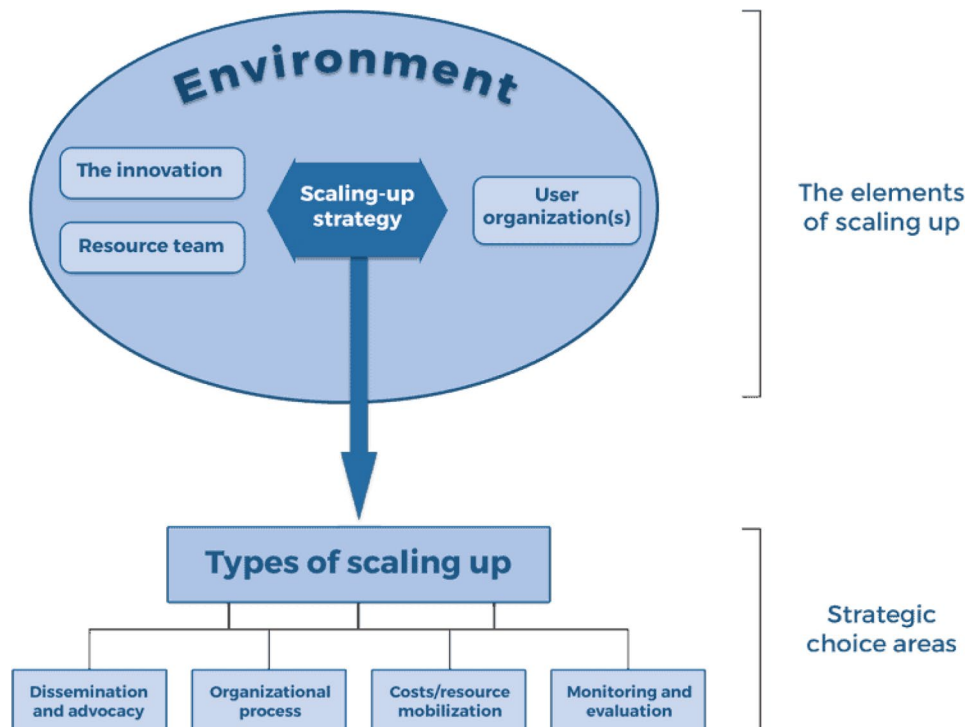 Environment
The innovation
Resource team
Scaling-up
strategy
User
organization(s)
The elements
of scaling up
Types of scaling up
Strategic
choice areas
Dissemination
and advocacy
Organizational
process
Costs/resource
mobilization
Monitoring and
evaluation